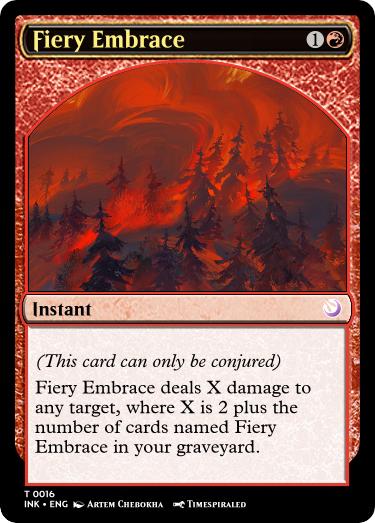 Fiery Embrace 1
Instant
(This card can only be conjured)
Fiery Embrace deals X damage to
any target, where X is 2 plus the
number of cards named Fiery
Embrace in your graveyard.
T 0016
INK • ENG Artem Chebokha Timespiraled